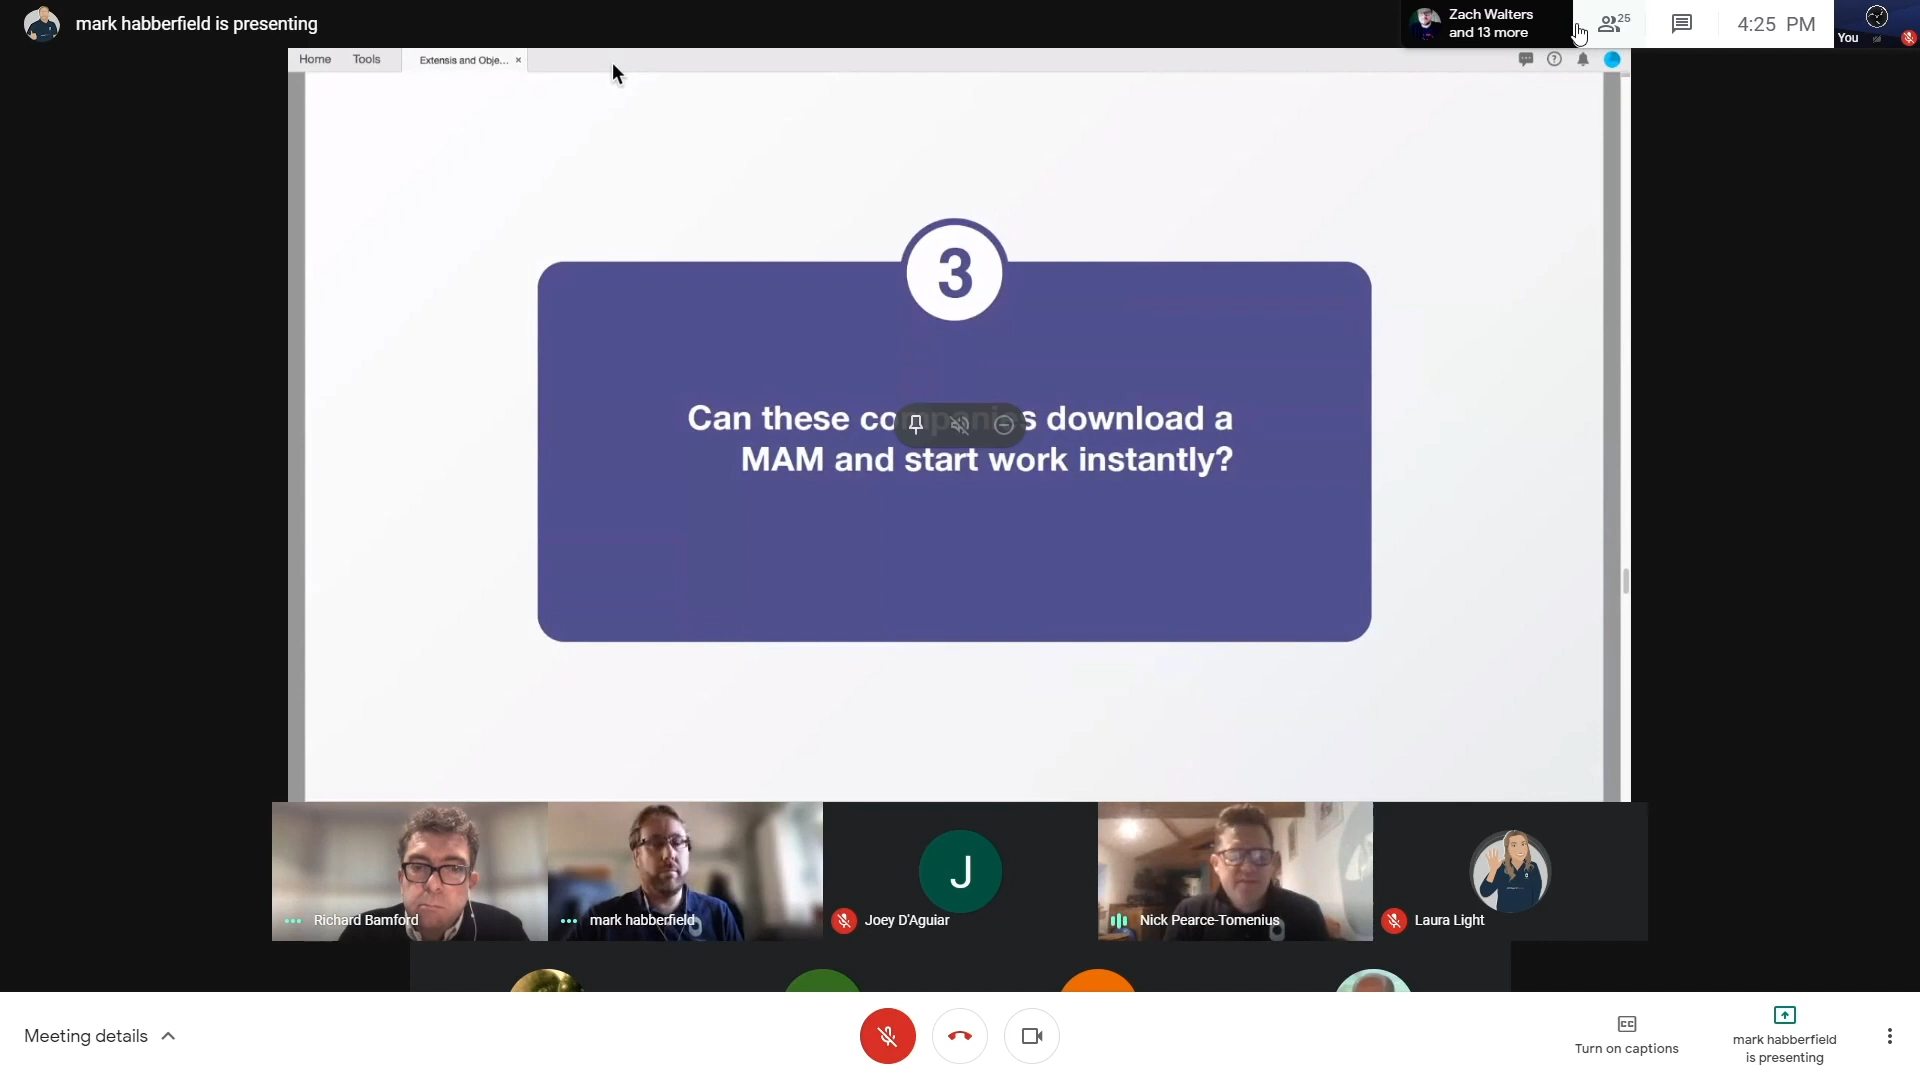 mark habberfield is presenting
Zach Walters
and 13 more
25
4:25 PM
You
Home
Tools
Extensis and Obje...
3
Can these companies download a
MAM and start work instantly?
Richard Bamford
mark habberfield
J
Joey D'Aguiar
Nick Pearce-Tomenius
Laura Light
Meeting details
Turn on captions
mark habberfield
is presenting